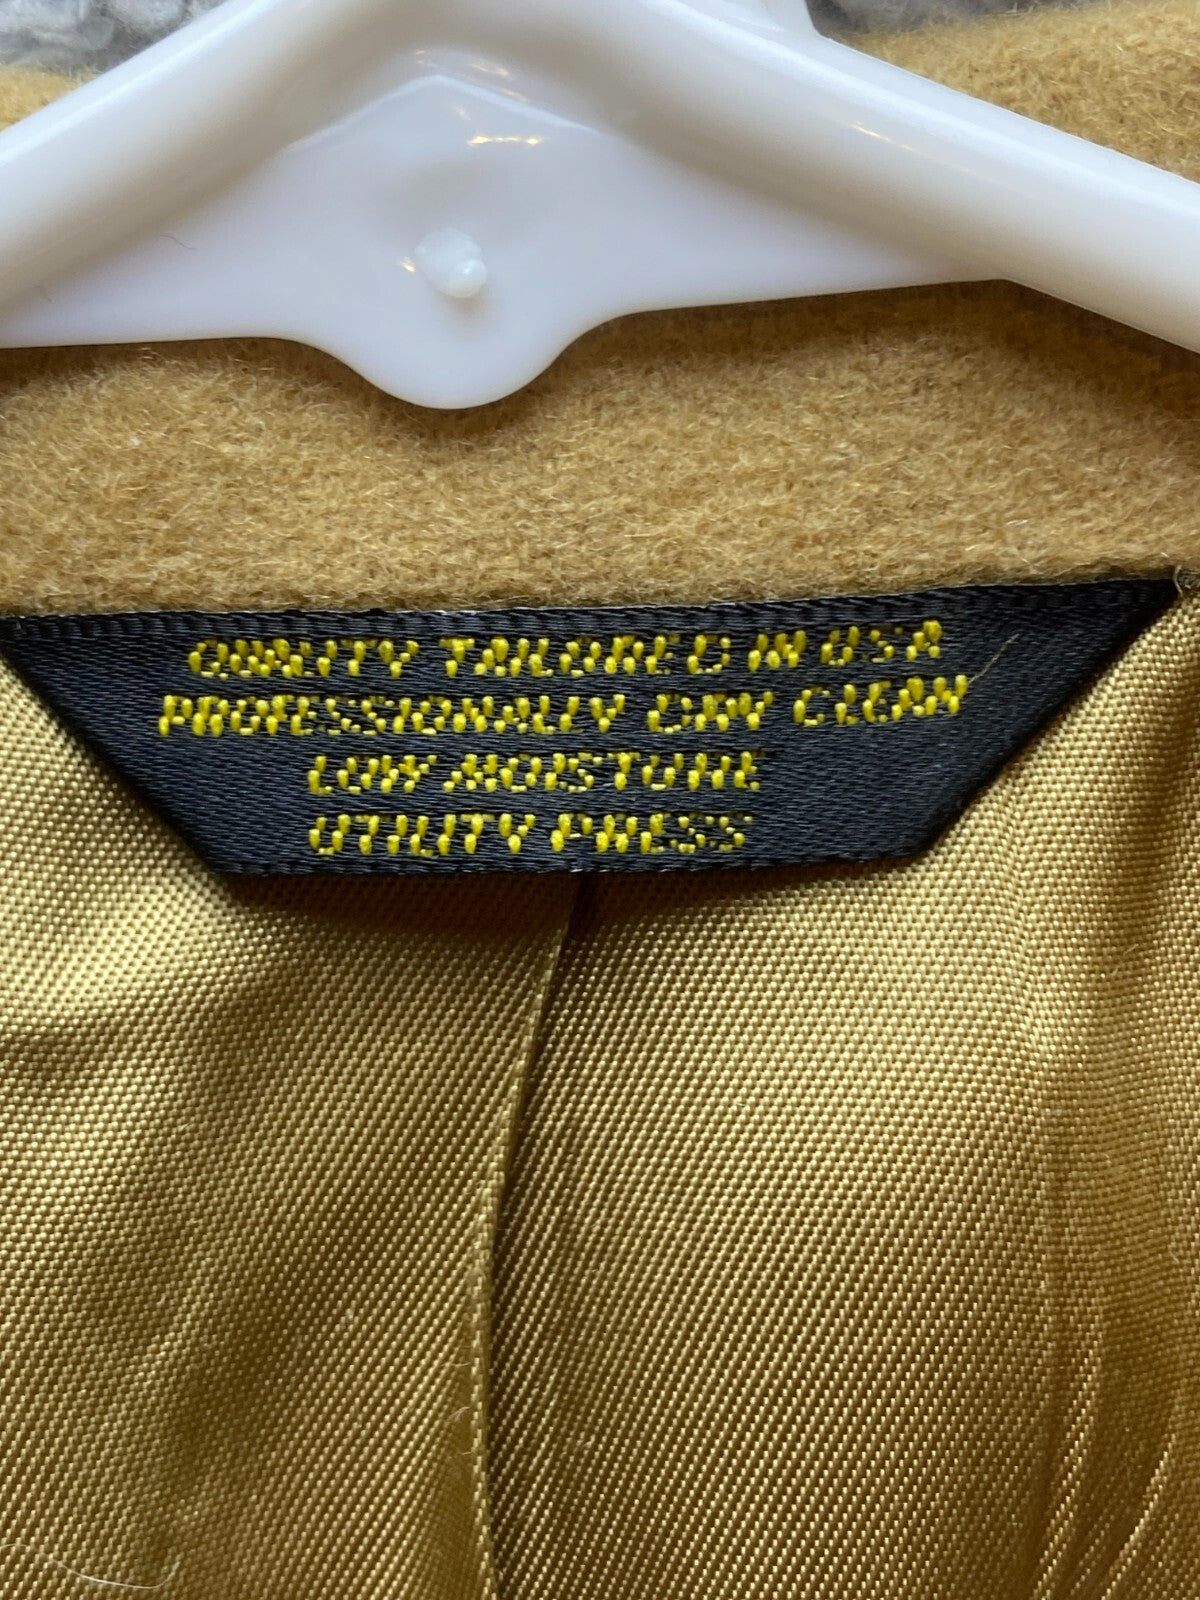 QUALITY TAILORED IN USA
PROFESSIONALLY DRY CLEAN
LOW MOISTURE
UTILITY PRESS